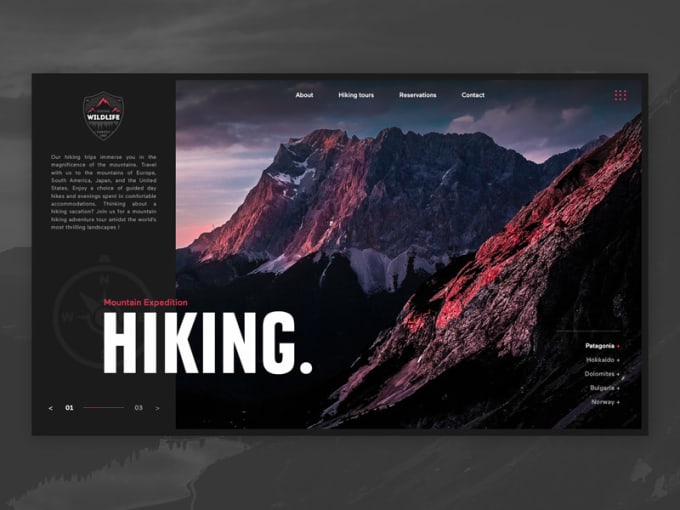 About
Hiking tours
Reservations
Contact
WILDLIFE
Our hiking trips immerse you in the
magnificence of the mountains. Travel
with us to the mountains of Europe,
South America, Japan, and the United
States. Enjoy a choice of guided day
hikes and evenings spent in comfortable
accommodations. Thinking about a
hiking vacation? Join us for a mountain
hiking adventure tour amidst the world's
most thrilling landscapes !
N
W
Mountain Expedition
HIKING.
Patagonia +
Hokkaido +
Dolomites +
Bulgaria +
Norway +
< 01 03 >